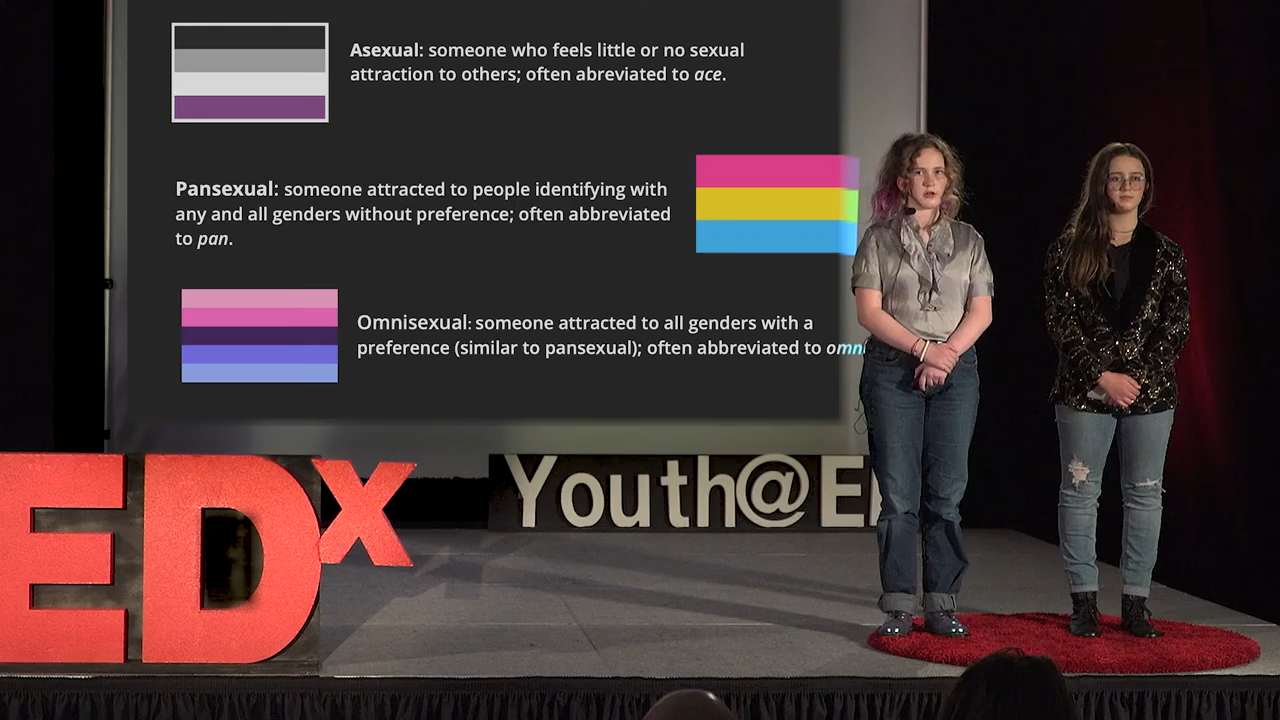 Asexual: someone who feels little or no sexual
attraction to others; often abreviated to ace.
Pansexual: someone attracted to people identifying with
any and all genders without preference; often abbreviated
to pan.
Omnisexual: someone attracted to all genders with a
preference (similar to pansexual); often abbreviated to omni
EDx
Youth@E